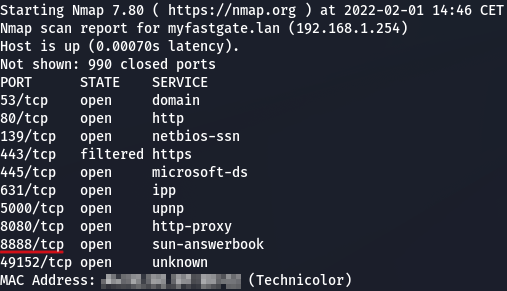 Starting Nmap 7.80 ( https://nmap.org ) at 2022-02-01 14:46 CET
Nmap scan report for myfastgate.lan (192.168.1.254)
Host is up (0.00070s latency).
Not shown: 990 closed ports
PORT STATE SERVICE
53/tcp open domain
80/tcp open http
139/tcp open netbios-ssn
443/tcp filtered https
445/tcp open microsoft-ds
631/tcp open ipp
5000/tcp open upnp
8080/tcp open http-proxy
8888/tcp open sun-answerbook
49152/tcp open unknown
MAC Address: (Technicolor)